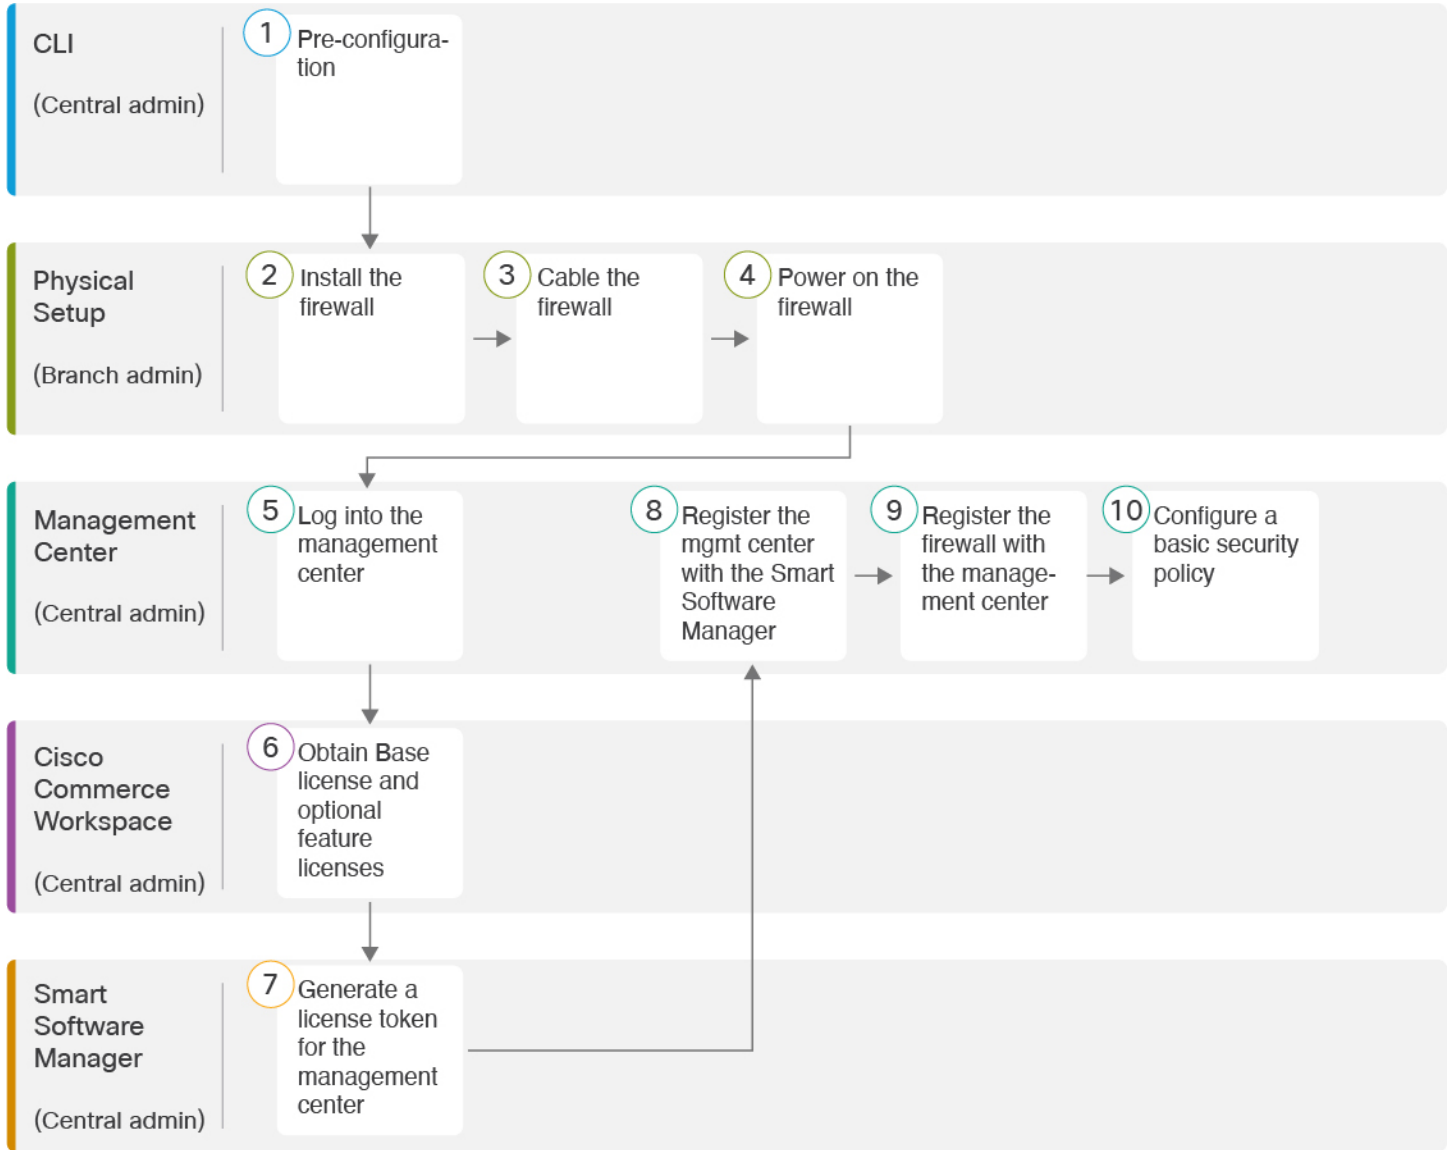 CLI
(Central admin)
1
Pre-configura-
tion
Physical
Setup
(Branch admin)
2
Install the
firewall
3
Cable the
firewall
4
Power on the
firewall
Management
Center
(Central admin)
5
Log into the
management
center
8
Register the
mgmt center
with the Smart
Software
Manager
9
Register the
firewall with
the manage-
ment center
10
Configure a
basic security
policy
Cisco
Commerce
Workspace
(Central admin)
6
Obtain Base
license and
optional
feature
licenses
Smart
Software
Manager
(Central admin)
7
Generate a
license token
for the
management
center